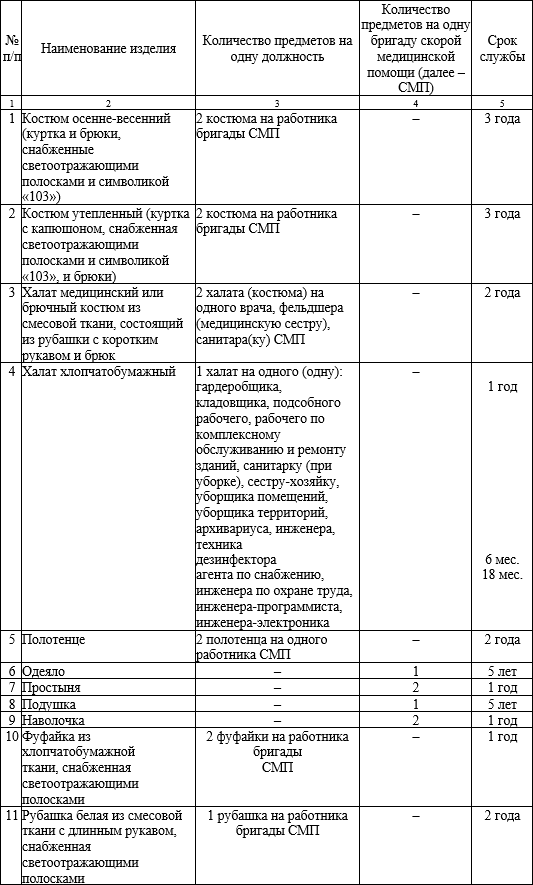 № п/п
Наименование изделия
Количество предметов на одну должность
Количество предметов на одну бригаду скорой медицинской помощи (далее – СМП)
Срок службы
1 2 3 4 5
1 Костюм осенне-весенний 2 костюма на работника – 3 года
(куртка и брюки, бригады СМП
снабженные
светоотражающими
полосками и символикой
«103»)
2 Костюм утепленный (куртка 2 костюма на работника – 3 года
с капюшоном, снабженная бригады СМП
светоотражающими
полосками и символикой
«103», и брюки)
3 Халат медицинский или 2 халата (костюма) на – 2 года
брючный костюм из одного врача, фельдшера
смесовой ткани, состоящий (медицинскую сестру),
из рубашки с коротким санитара(ку) СМП
рукавом и брюк
4 Халат хлопчатобумажный 1 халат на одного (одну): –
гардеробщика, 1 год
кладовщика, подсобного
рабочего, рабочего по
комплексному
обслуживанию и ремонту
зданий, санитарку (при
уборке), сестру-хозяйку,
уборщика помещений,
уборщика территорий,
архивариуса, инженера,
техника
дезинфектора 6 мес.
агента по снабжению, 18 мес.
инженера по охране труда,
инженера-программиста,
инженера-электроника
5 Полотенце 2 полотенца на одного – 2 года
работника СМП
6 Одеяло – 1 5 лет
7 Простыня – 2 1 год
8 Подушка – 1 5 лет
9 Наволочка – 2 1 год
10 Фуфайка из 2 фуфайки на работника – 1 год
хлопчатобумажной бригады
ткани, снабженная СМП
светоотражающими
полосками
11 Рубашка белая из смесовой 1 рубашка на работника – 2 года
ткани с длинным рукавом, бригады СМП
снабженная
светоотражающими
полосками